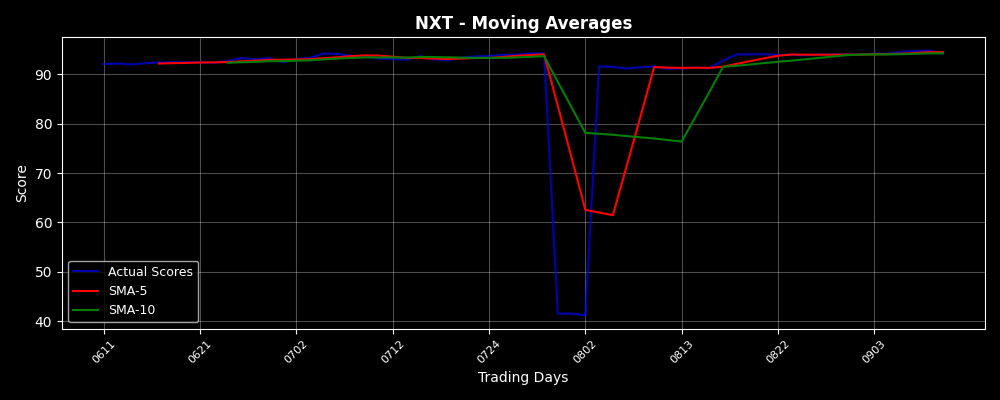 NXT - Moving Averages
Score
90
80
70
60
50
40
Actual Scores
SMA-5
SMA-10
0611
0621
0702
0712
0724
0802
0813
0822
0903
Trading Days